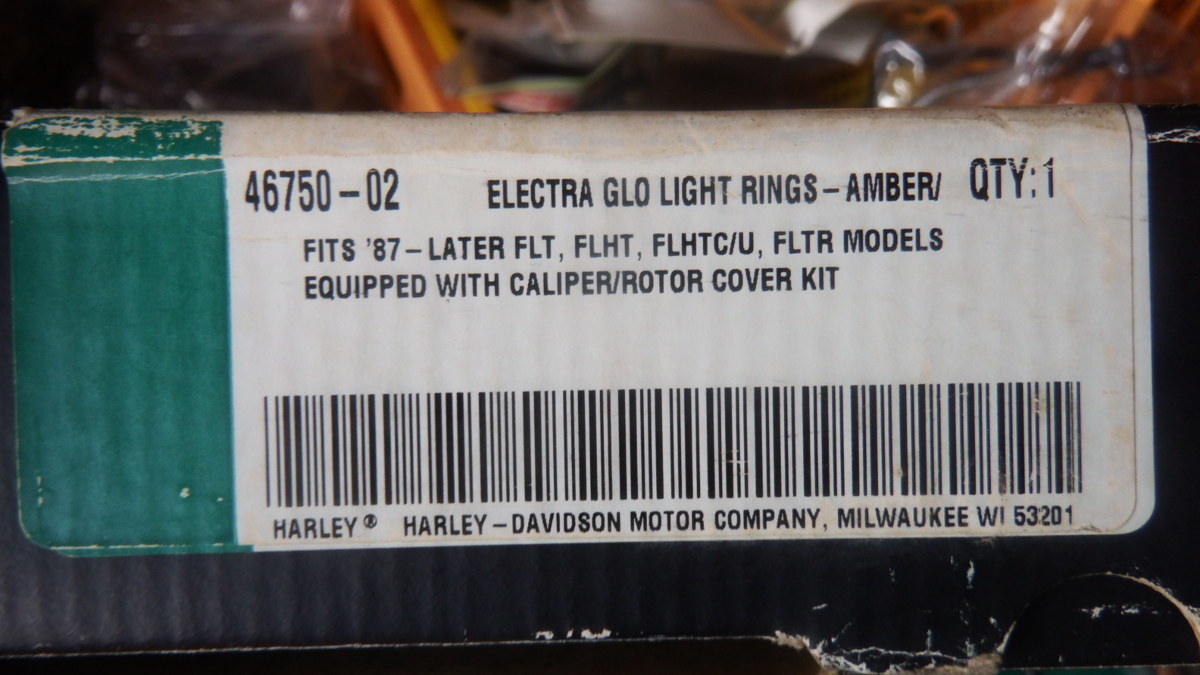 46750-02 ELECTRA GLO LIGHT RINGS-AMBER/ QTY:1
FITS '87-LATER FLT, FLHT, FLHTC/U, FLTR MODELS
EQUIPPED WITH CALIPER/ROTOR COVER KIT
HARLEY® HARLEY-DAVIDSON MOTOR COMPANY, MILWAUKEE WI 53201